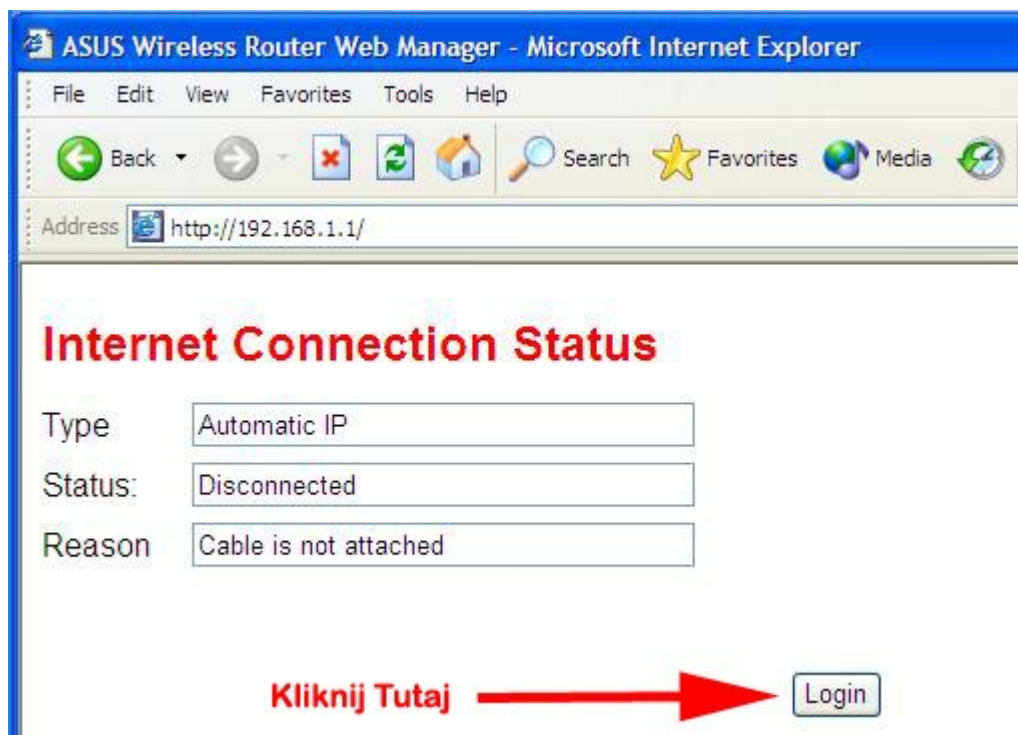 ASUS Wireless Router Web Manager - Microsoft Internet Explorer
File Edit View Favorites Tools Help
Back Search Favorites Media
Address http://192.168.1.1/
Internet Connection Status
Type Automatic IP
Status: Disconnected
Reason Cable is not attached
Kliknij Tutaj Login